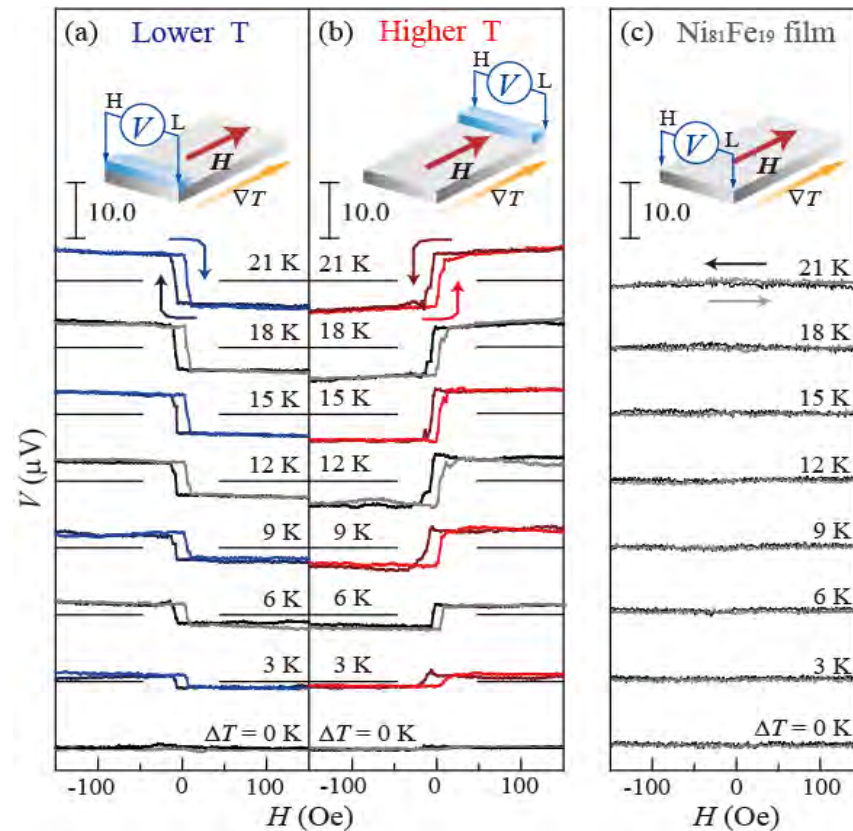 (a) Lower T
H
V
L
H
∇T
10.0
21 K
18 K
15 K
12 K
9 K
6 K
3 K
ΔT = 0 K
-100 0 100
(b) Higher T
H
V
L
H
∇T
10.0
21 K
18 K
15 K
12 K
9 K
6 K
3 K
ΔT = 0 K
-100 0 100
H (Oe)
(c) Ni₈₁Fe₁₉ film
H
V
L
H
∇T
10.0
21 K
18 K
15 K
12 K
9 K
6 K
3 K
ΔT = 0 K
-100 0 100
H (Oe)
V (μV)